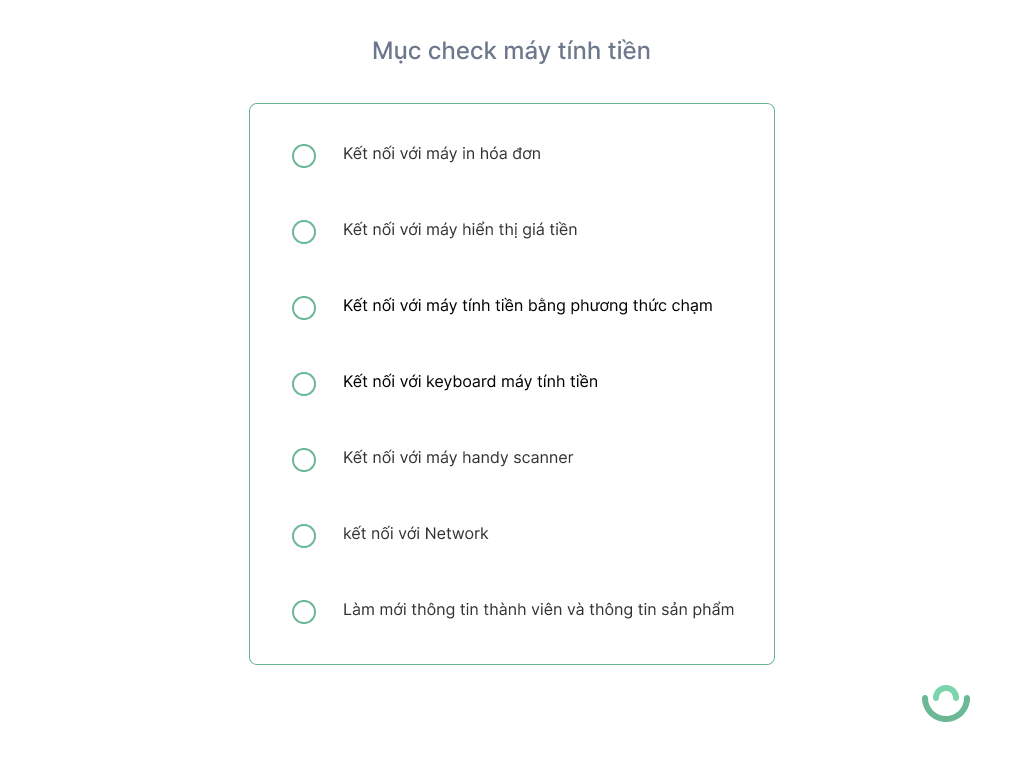 Mục check máy tính tiền
Kết nối với máy in hóa đơn
Kết nối với máy hiển thị giá tiền
Kết nối với máy tính tiền bằng phương thức chạm
Kết nối với keyboard máy tính tiền
Kết nối với máy handy scanner
kết nối với Network
Làm mới thông tin thành viên và thông tin sản phẩm